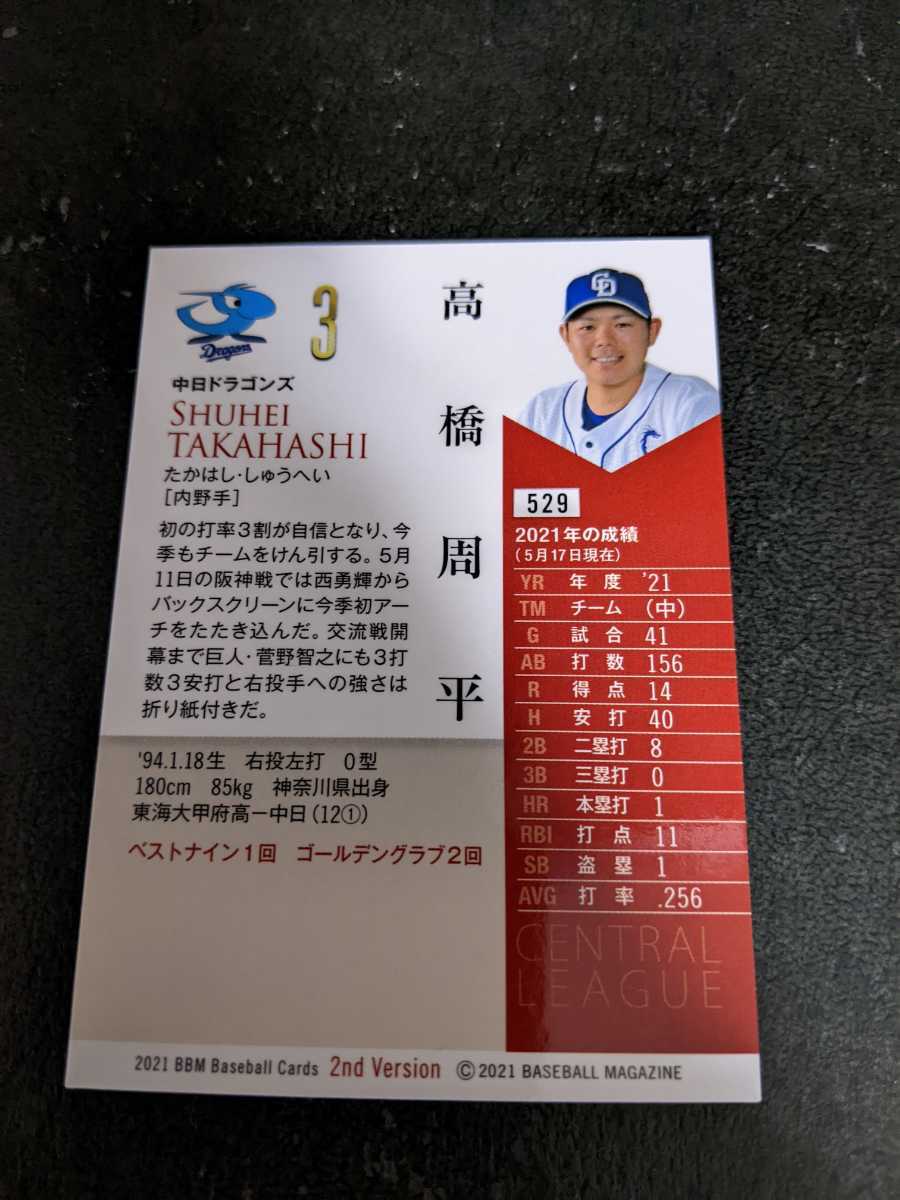 Dragons
3
中日ドラゴンズ
SHUHEI
TAKAHASHI
たかはし・しゅうへい
[内野手]
高橋周平
初の打率3割が自信となり、今
季もチームをけん引する。5月
11日の阪神戦では西勇輝から
バックスクリーンに今季初アー
チをたたき込んだ。交流戦開
幕まで巨人・菅野智之にも3打
数3安打と右投手への強さは
折り紙付きだ。
'94.1.18生 右投左打 O型
180cm 85kg 神奈川県出身
東海大甲府高ー中日(12①)
ベストナイン1回 ゴールデングラブ2回
CD
529
2021年の成績
(5月17日現在)
YR 年度 '21
TM チーム (中)
G 試合 41
AB 打数 156
R 得点 14
H 安打 40
2B 二塁打 8
3B 三塁打 0
HR 本塁打 1
RBI 打点 11
SB 盗塁 1
AVG 打率 .256
CENTRAL
LEAGUE
2021 BBM Baseball Cards 2nd Version ©2021 BASEBALL MAGAZINE